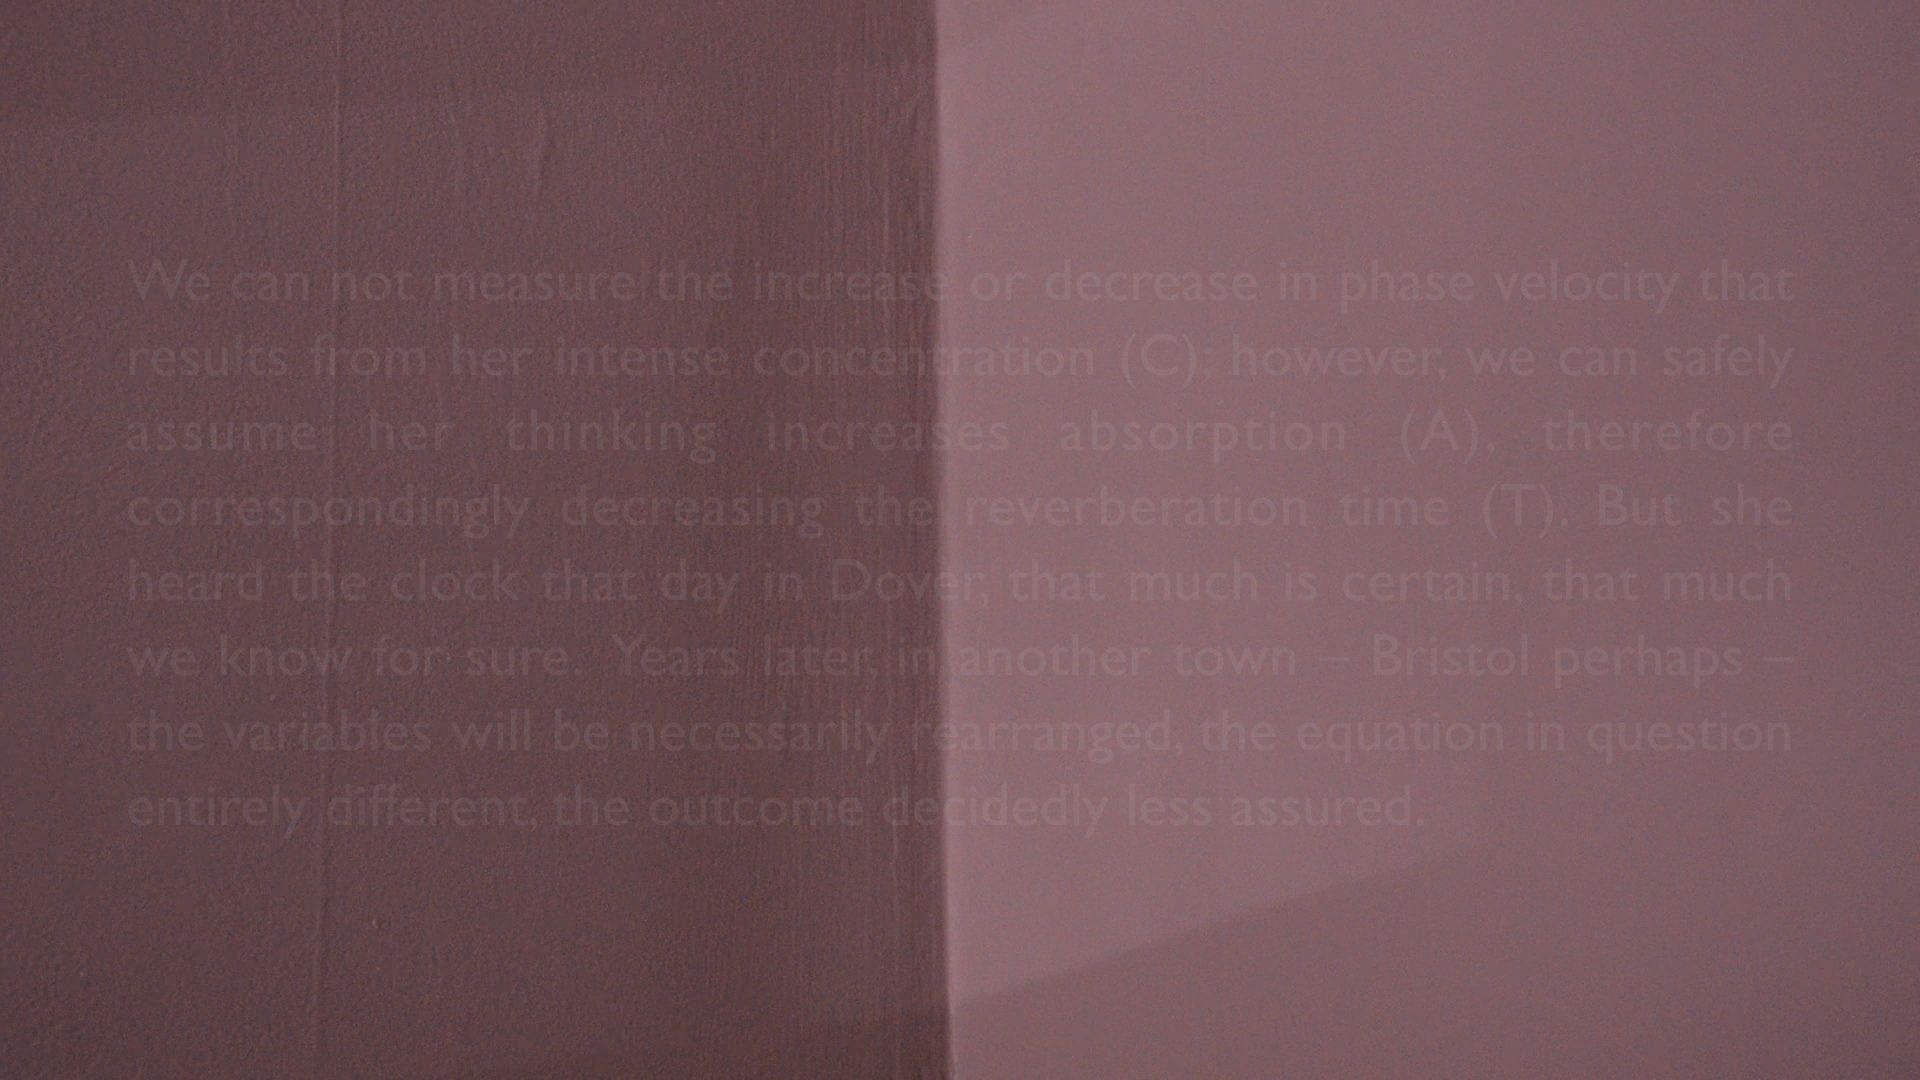 We can not measure the increase or decrease in phase velocity that
results from her intense concentration (C); however, we can safely
assume her thinking increases absorption (A), therefore
correspondingly decreasing the reverberation time (T). But she
heard the clock that day in Dover, that much is certain, that much
we know for sure. Years later, in another town – Bristol perhaps –
the variables will be necessarily rearranged, the equation in question
entirely different, the outcome decidedly less assured.